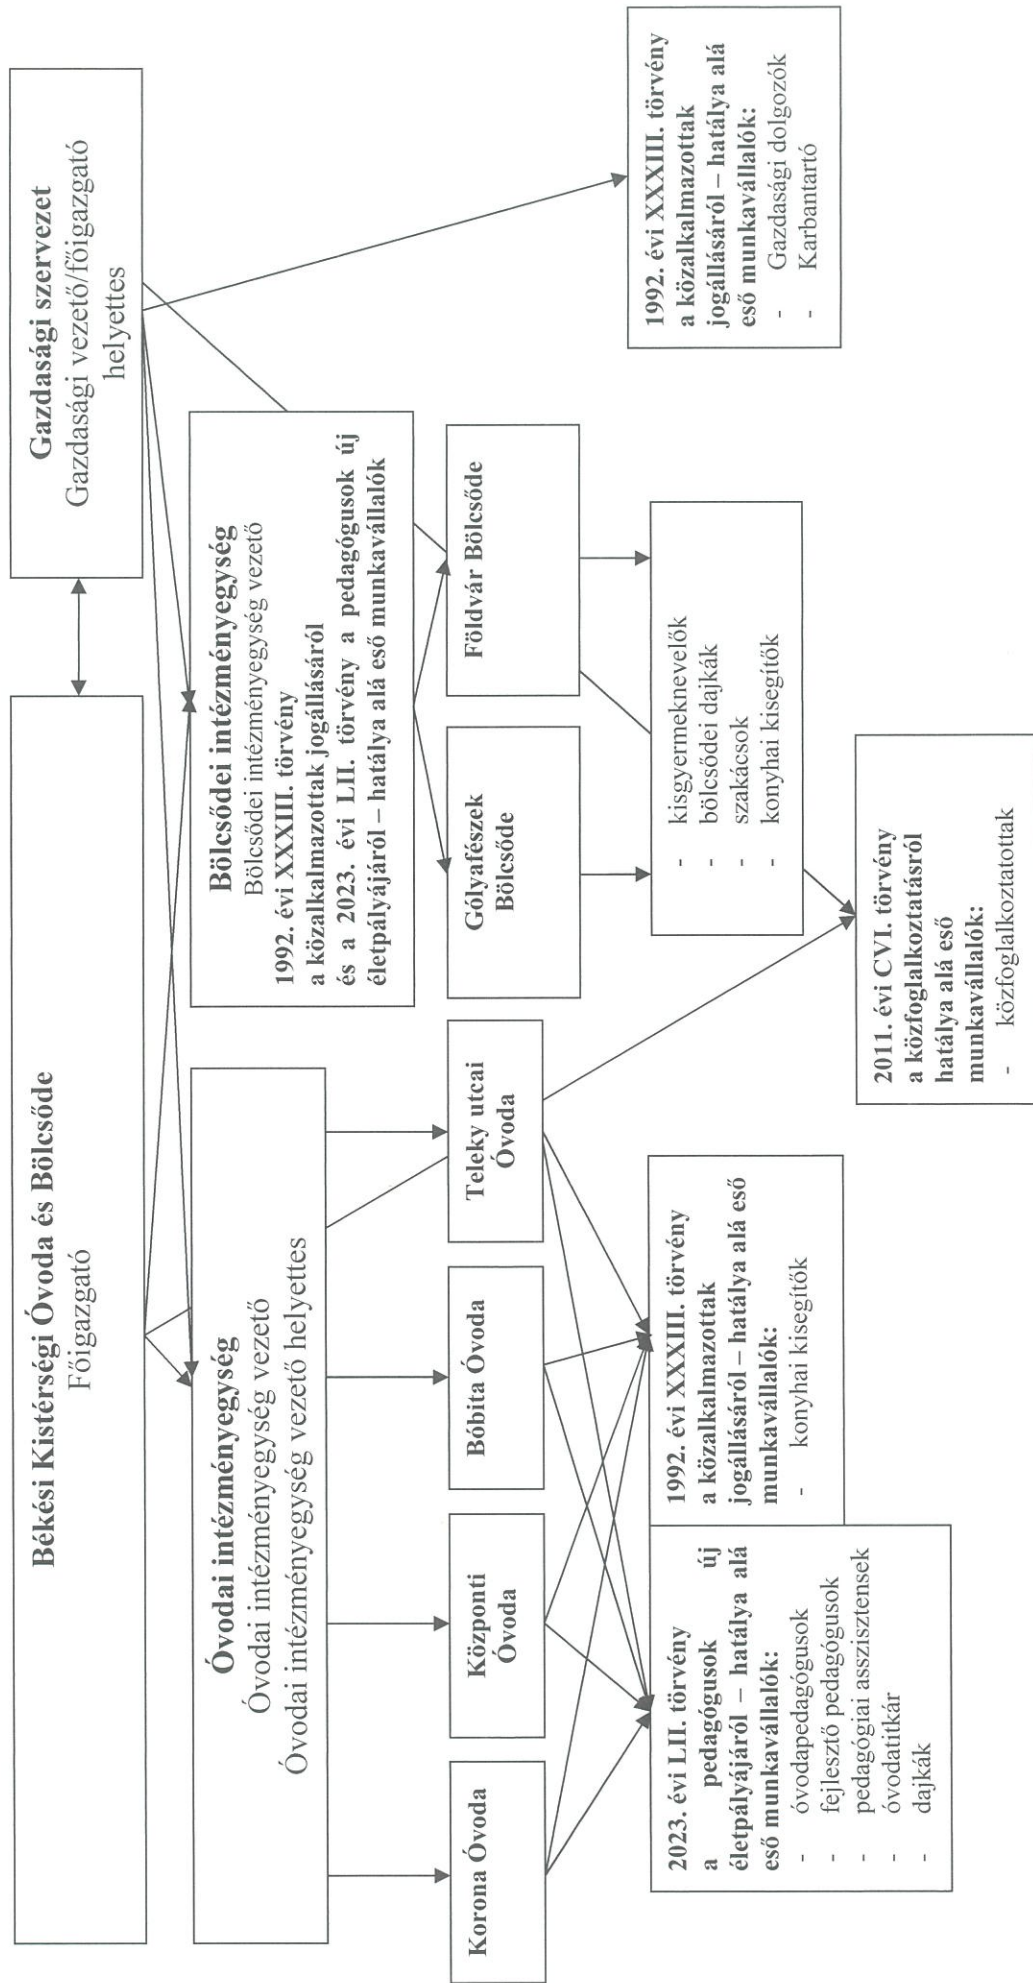 Békési Kistérségi Óvoda és Bölcsőde
Főigazgató
Gazdasági szervezet
Gazdasági vezető/főigazgató
helyettes
Óvodai intézményegység
Óvodai intézményegység vezető
Óvodai intézményegység vezető helyettes
Bölcsődei intézményegység
Bölcsődei intézményegység vezető
1992. évi XXXIII. törvény
a közalkalmazottak jogállásáról
és a 2023. évi LII. törvény a pedagógusok új
életpályájáról – hatálya alá eső munkavállalók
Korona Óvoda
Központi
Óvoda
Bóbita Óvoda
Teleky utcai
Óvoda
Gólyafészek
Bölcsőde
Földvár Bölcsőde
2023. évi LII. törvény
a pedagógusok új
életpályájáról – hatálya alá
eső munkavállalók:
- óvodapedagógusok
- fejlesztő pedagógusok
- pedagógiai asszisztensek
- óvodatitkár
- dajkák
1992. évi XXXIII. törvény
a közalkalmazottak
jogállásáról – hatálya alá eső
munkavállalók:
- konyhai kisegítők
- kisgyermeknevelők
- bölcsődei dajkák
- szakácsok
- konyhai kisegítők
1992. évi XXXIII. törvény
a közalkalmazottak
jogállásáról – hatálya alá
eső munkavállalók:
- Gazdasági dolgozók
- Karbantartó
2011. évi CVI. törvény
a közfoglalkoztatásról
hatálya alá eső
munkavállalók:
- közfoglalkoztatottak